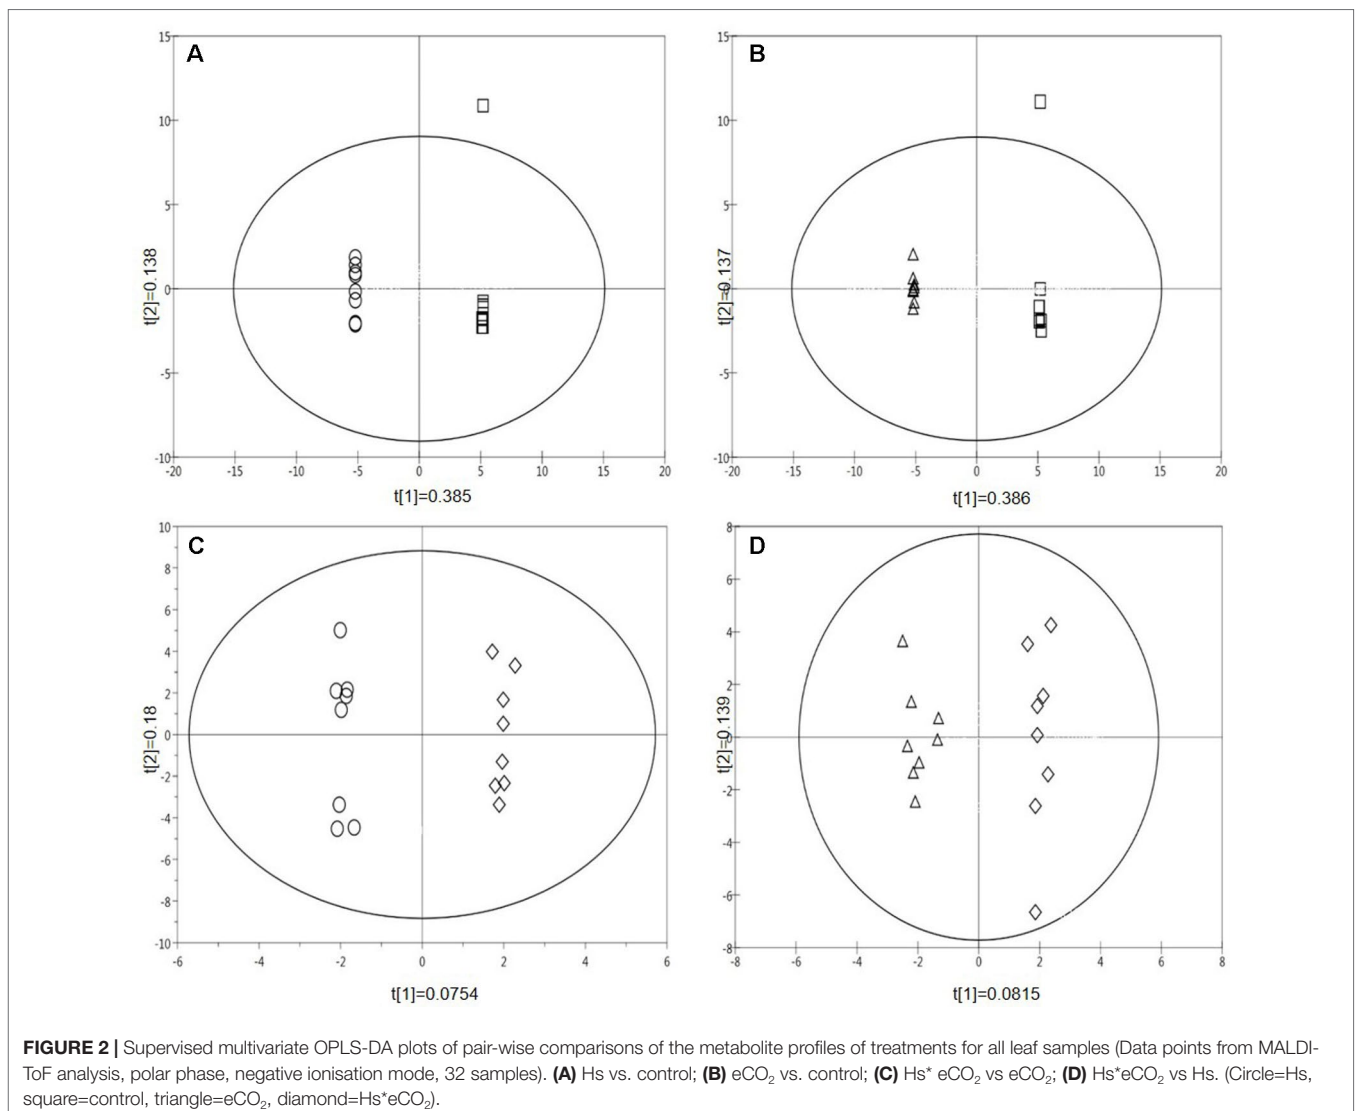 A
15
10
5
0
-5
-10
-20 -15 -10 -5 0 5 10 15 20
t[2]=0.138
t[1]=0.385
B
15
10
5
0
-5
-10
-20 -15 -10 -5 0 5 10 15 20
t[2]=0.137
t[1]=0.386
C
10
8
6
4
2
0
-2
-4
-6
-8
-10
-6 -4 -2 0 2 4 6
t[2]=0.18
t[1]=0.0754
D
8
6
4
2
0
-2
-4
-6
-8
-8 -6 -4 -2 0 2 4 6 8
t[2]=0.139
t[1]=0.0815
FIGURE 2 | Supervised multivariate OPLS-DA plots of pair-wise comparisons of the metabolite profiles of treatments for all leaf samples (Data points from MALDI-
ToF analysis, polar phase, negative ionisation mode, 32 samples). (A) Hs vs. control; (B) eCO₂ vs. control; (C) Hs* eCO₂ vs eCO₂; (D) Hs*eCO₂ vs Hs. (Circle=Hs,
square=control, triangle=eCO₂, diamond=Hs*eCO₂).